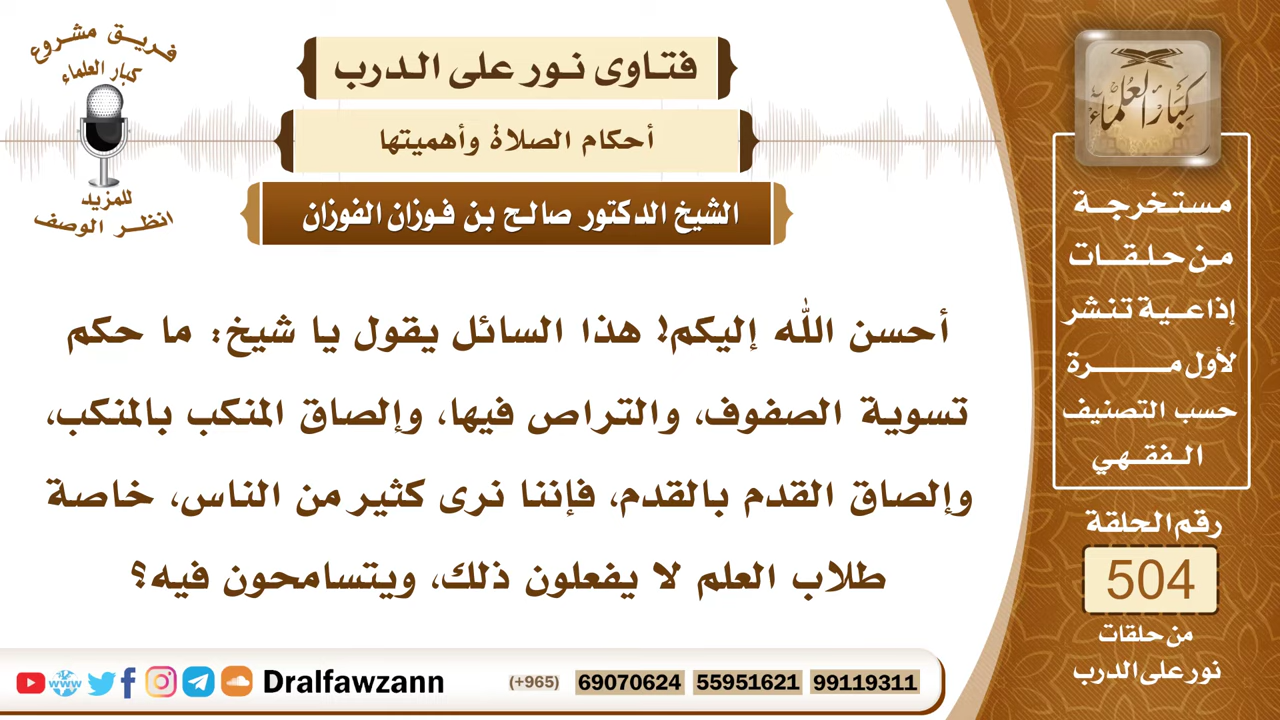 فريق مشروع
كبار العلماء
للمزيد
انظر الوصف
فتاوى نور على الدرب
أحكام الصلاة وأهميتها
الشيخ الدكتور صالح بن فوزان الفوزان
أحسن الله إليكم! هذا السائل يقول يا شيخ: ما حكم
تسوية الصفوف، والتراص فيها، وإلصاق المنكب بالمنكب،
وإلصاق القدم بالقدم، فإننا نرى كثير من الناس، خاصة
طلاب العلم لا يفعلون ذلك، ويتسامحون فيه؟
كبار العلماء
مستخرجة
من حلقات
إذاعية تنشر
لأول مرة
حسب التصنيف
الفقهي
رقم الحلقة
504
من حلقات
نور على الدرب
www
Dralfawzann
(+965) 69070624 55951621 99119311